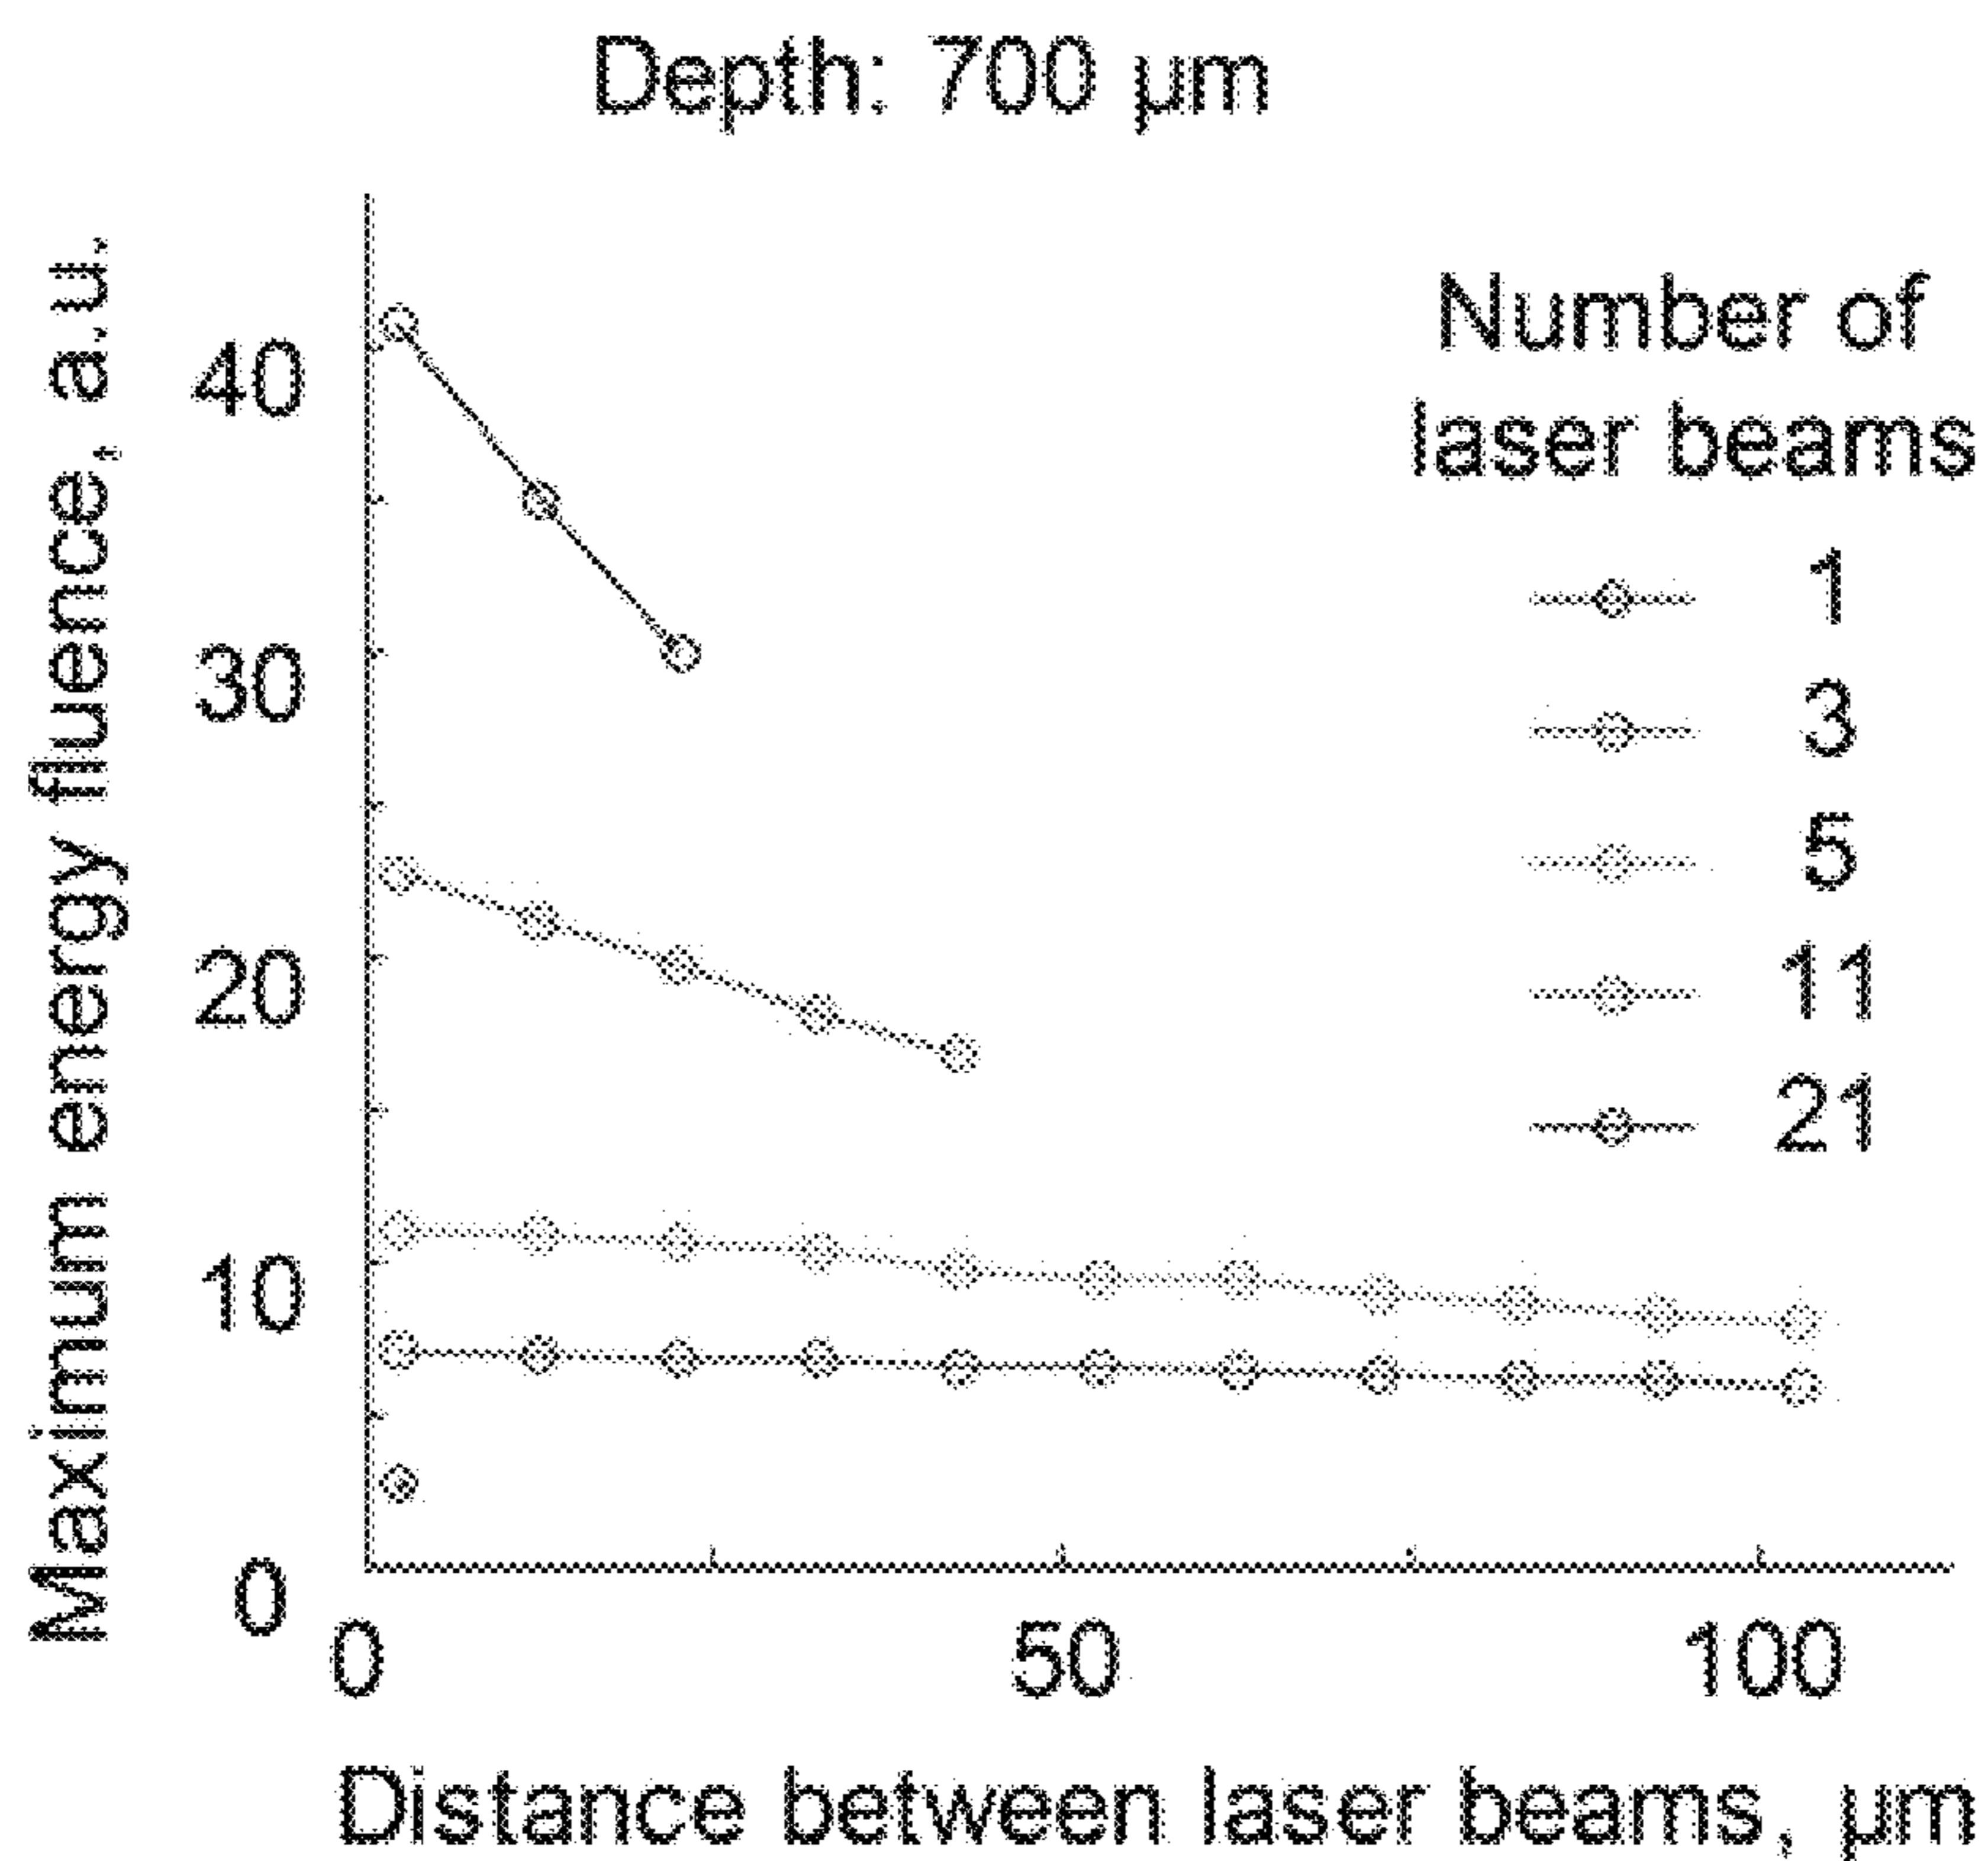 Depth: 700 µm
Maximum energy fluence, a.u.
40
30
20
10
0
Number of
laser beams
1
3
5
11
21
0 50 100
Distance between laser beams, µm